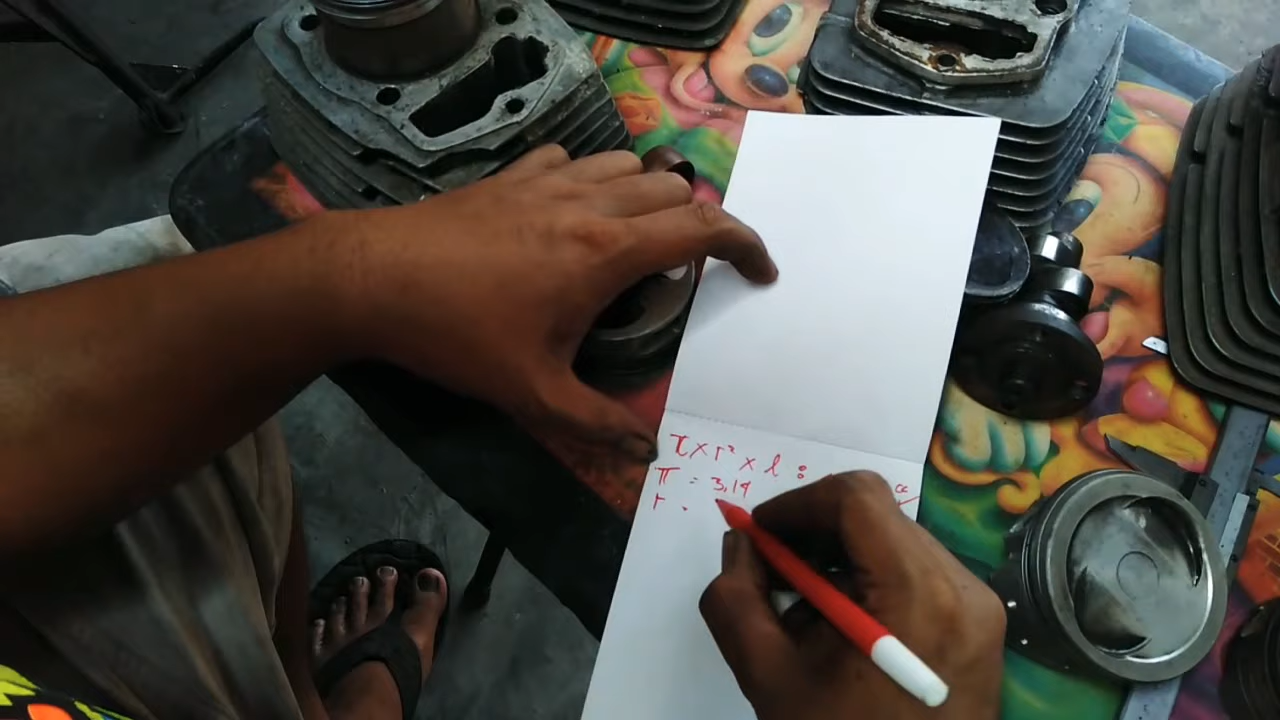 π × r² × l :
π : 3,14
r :